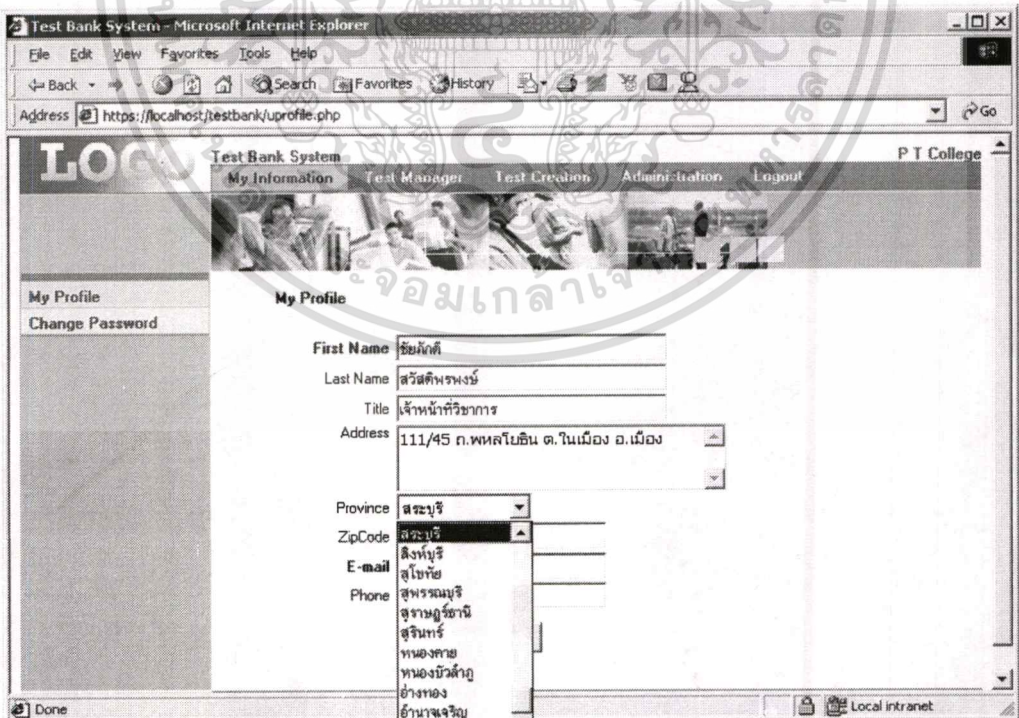 Test Bank System - Microsoft Internet Explorer
File Edit View Favorites Tools Help
Back Search Favorites History
Address https://localhost/testbank/uprofile.php Go
LOGO Test Bank System P T College
My Information Test Manager Test Creation Administration Logout
My Profile
Change Password
My Profile
First Name ชัยภักดี
Last Name สวัสดิพรพงษ์
Title เจ้าหน้าที่วิชาการ
Address 111/45 ถ.พหลโยธิน ต.ในเมือง อ.เมือง
Province สระบุรี
ZipCode
E-mail
Phone
สระบุรี
สิงห์บุรี
สุโขทัย
สุพรรณบุรี
สุราษฎร์ธานี
สุรินทร์
หนองคาย
หนองบัวลำภู
อ่างทอง
อำนาจเจริญ
Done Local intranet